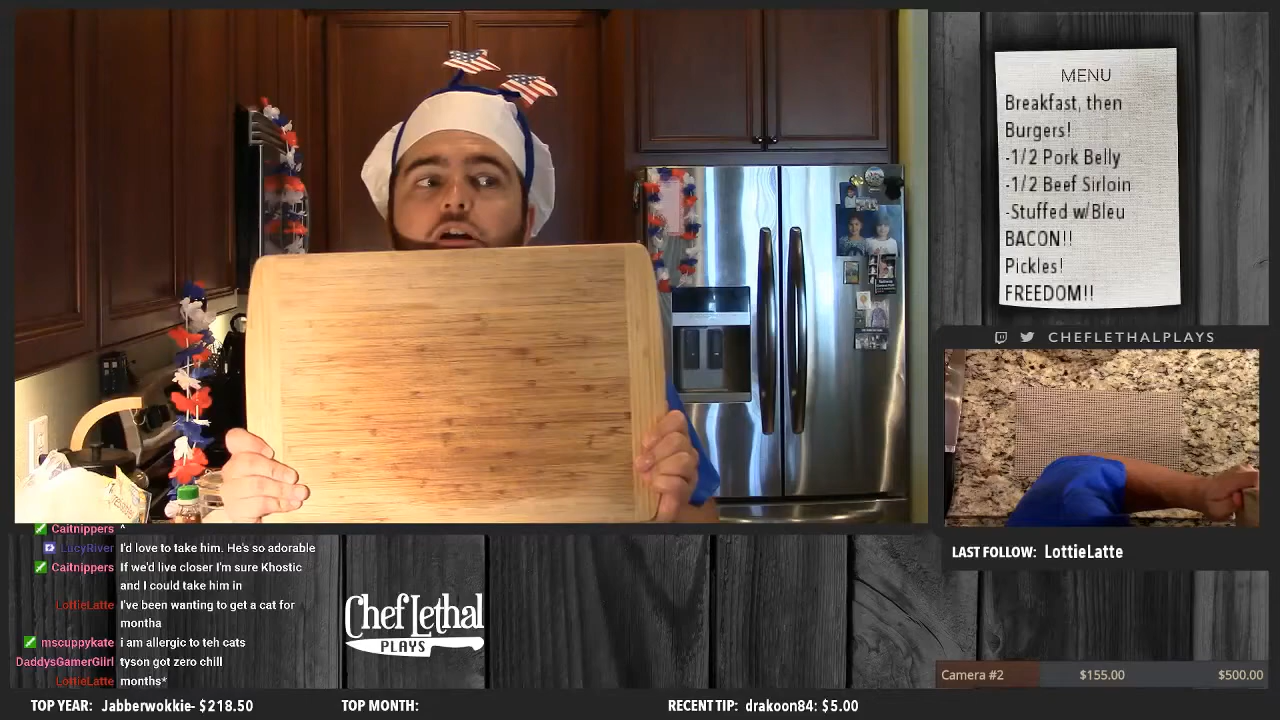 MENU
Breakfast, then
Burgers!
-1/2 Pork Belly
-1/2 Beef Sirloin
-Stuffed w/Bleu
BACON!!
Pickles!
FREEDOM!!
CHEFLETHALPLAYS
LAST FOLLOW: LottieLatte
Camera #2 $155.00 $500.00
Caitnippers ^
LucyRiver I'd love to take him. He's so adorable
Caitnippers If we'd live closer I'm sure Khostic
and I could take him in
LottieLatte I've been wanting to get a cat for
montha
mscuppykate i am allergic to teh cats
DaddysGamerGirl tyson got zero chill
LottieLatte months*
Chef Lethal
PLAYS
TOP YEAR: Jabberwokkie- $218.50 TOP MONTH: RECENT TIP: drakoon84: $5.00